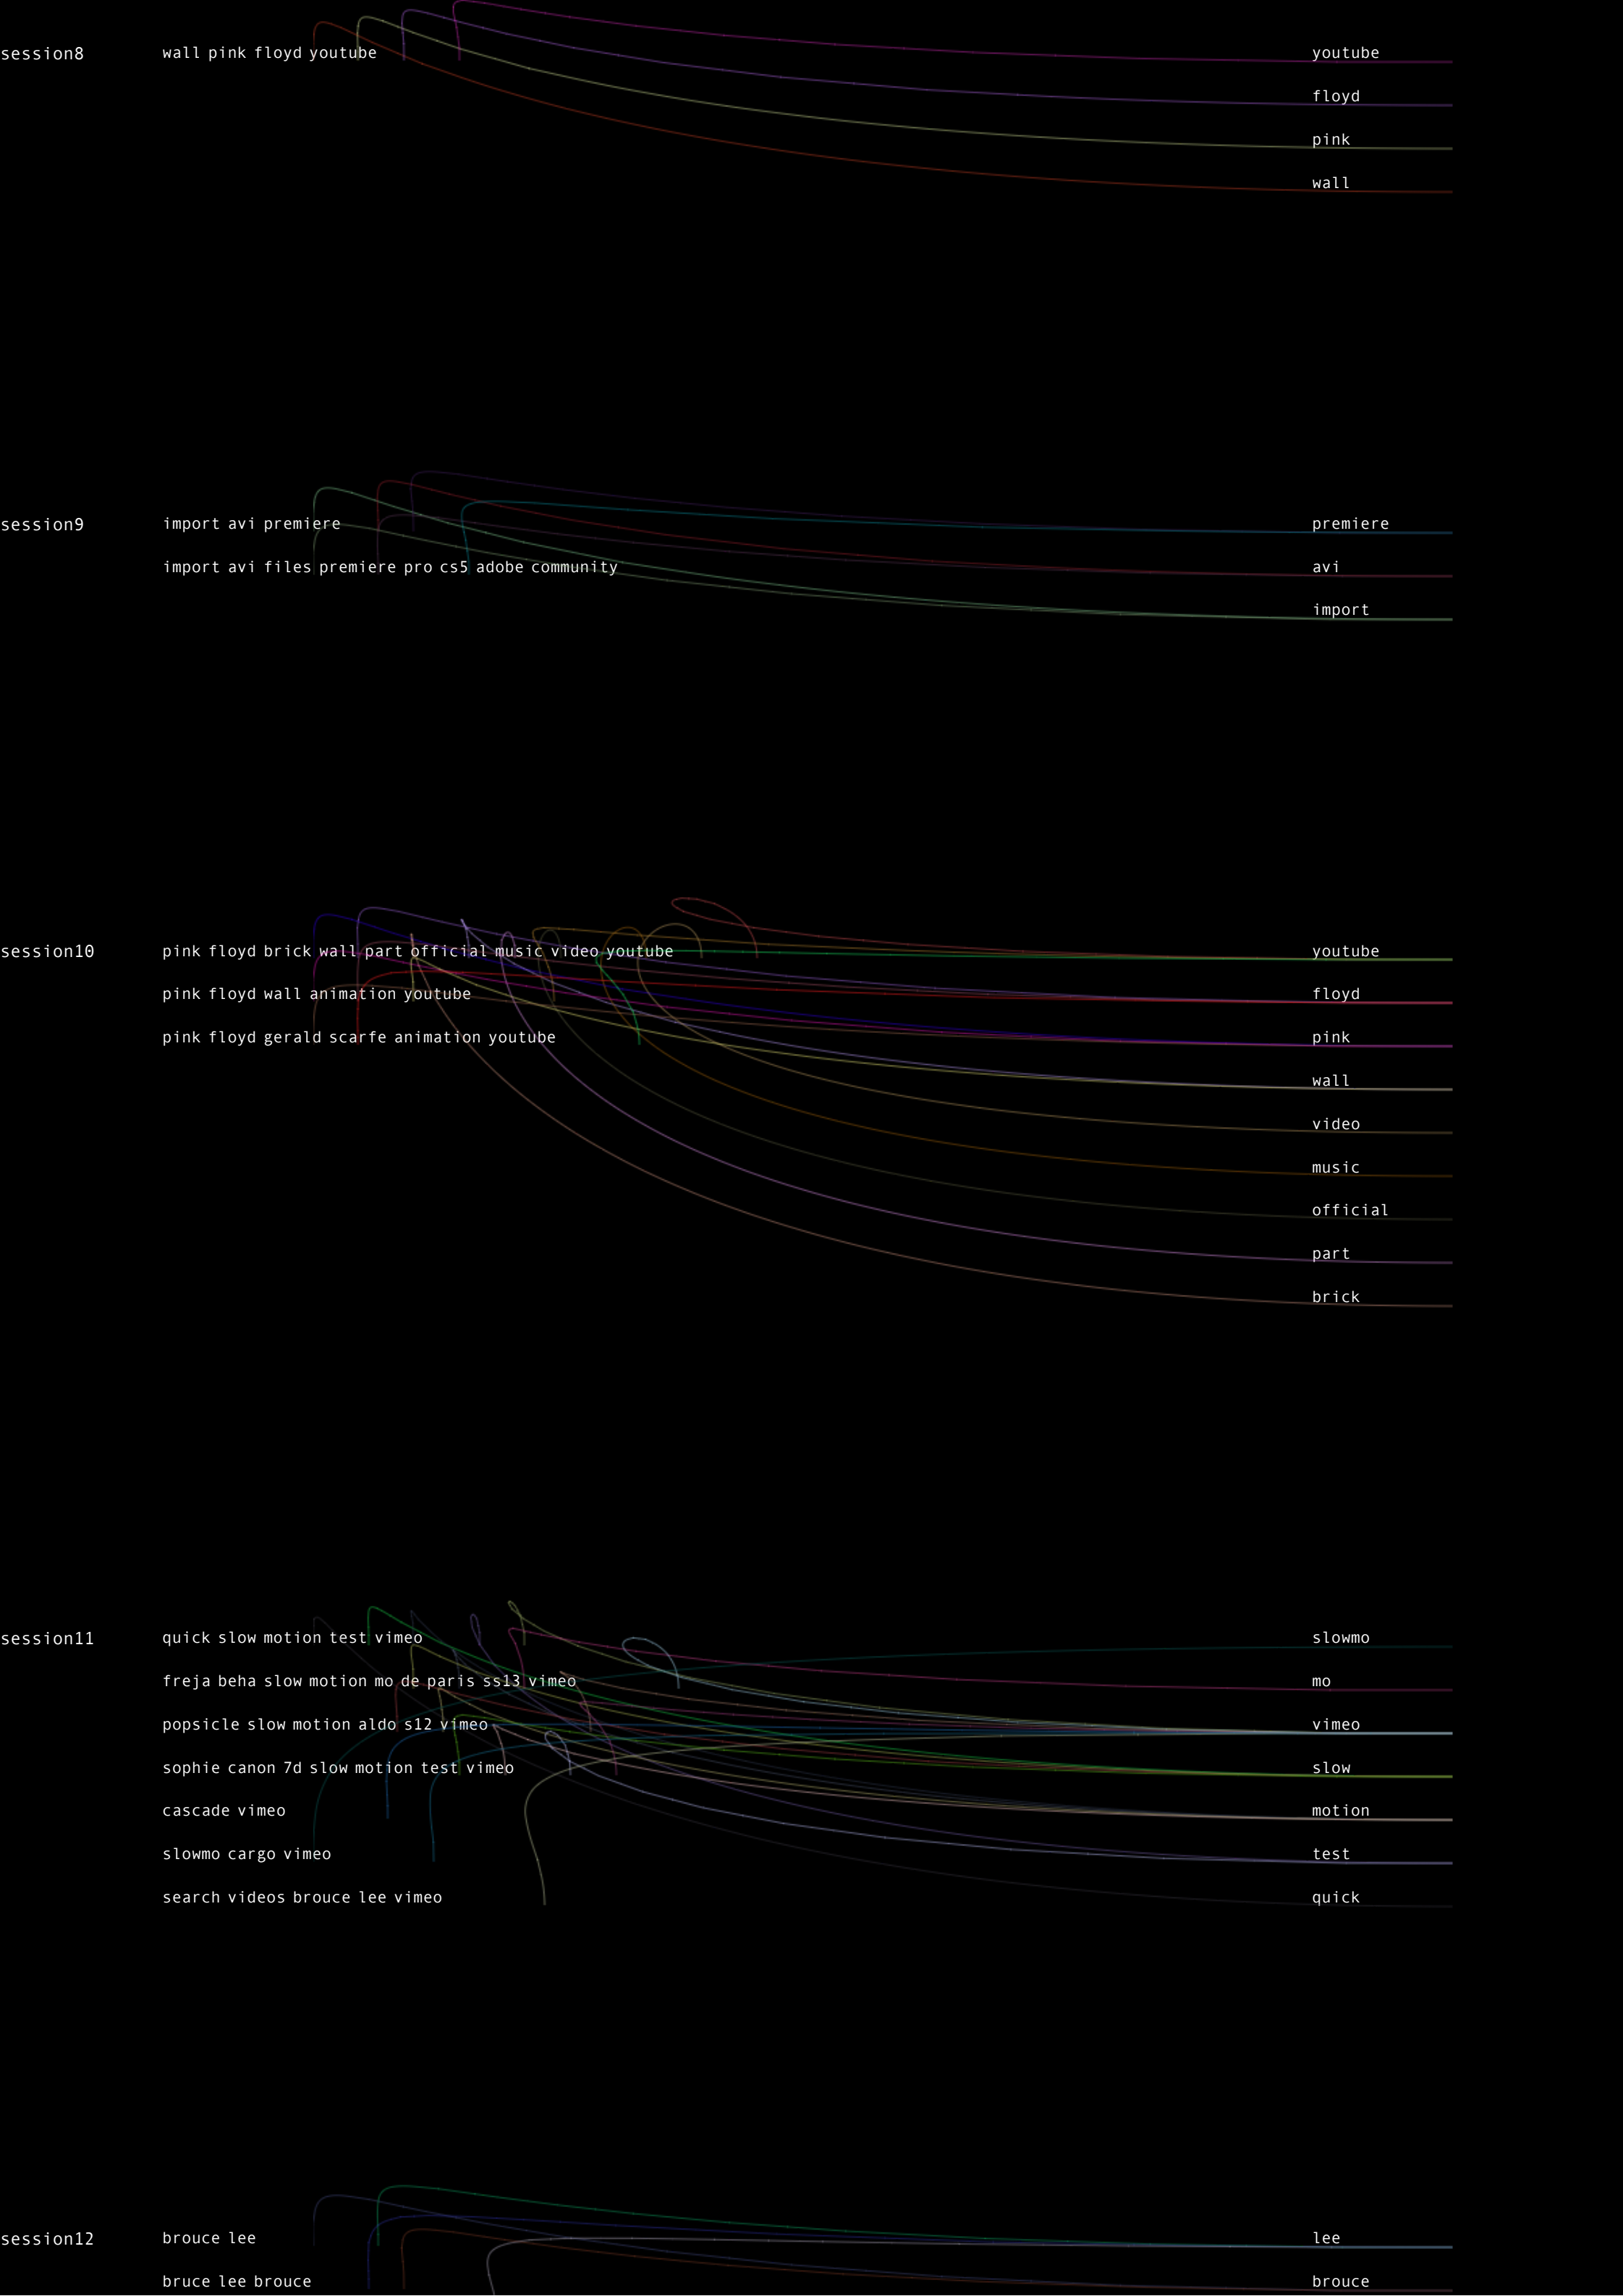 session8 wall pink floyd youtube youtube
floyd
pink
wall
session9 import avi premiere premiere
import avi files premiere pro cs5 adobe community avi
import
session10 pink floyd brick wall part official music video youtube youtube
pink floyd wall animation youtube floyd
pink floyd gerald scarfe animation youtube pink
wall
video
music
official
part
brick
session11 quick slow motion test vimeo slowmo
freja beha slow motion mo de paris ss13 vimeo mo
popsicle slow motion aldo s12 vimeo vimeo
sophie canon 7d slow motion test vimeo slow
cascade vimeo motion
slowmo cargo vimeo test
search videos brouce lee vimeo quick
session12 brouce lee lee
bruce lee brouce brouce